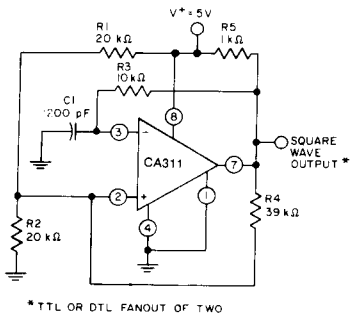 V⁺=5V
R1
20 kΩ
R5
1 kΩ
R3
10 kΩ
C1
1200 pF
8
3
−
CA311
7
SQUARE
WAVE
OUTPUT *
2
+
1
4
R4
39 kΩ
R2
20 kΩ
* TTL OR DTL FANOUT OF TWO